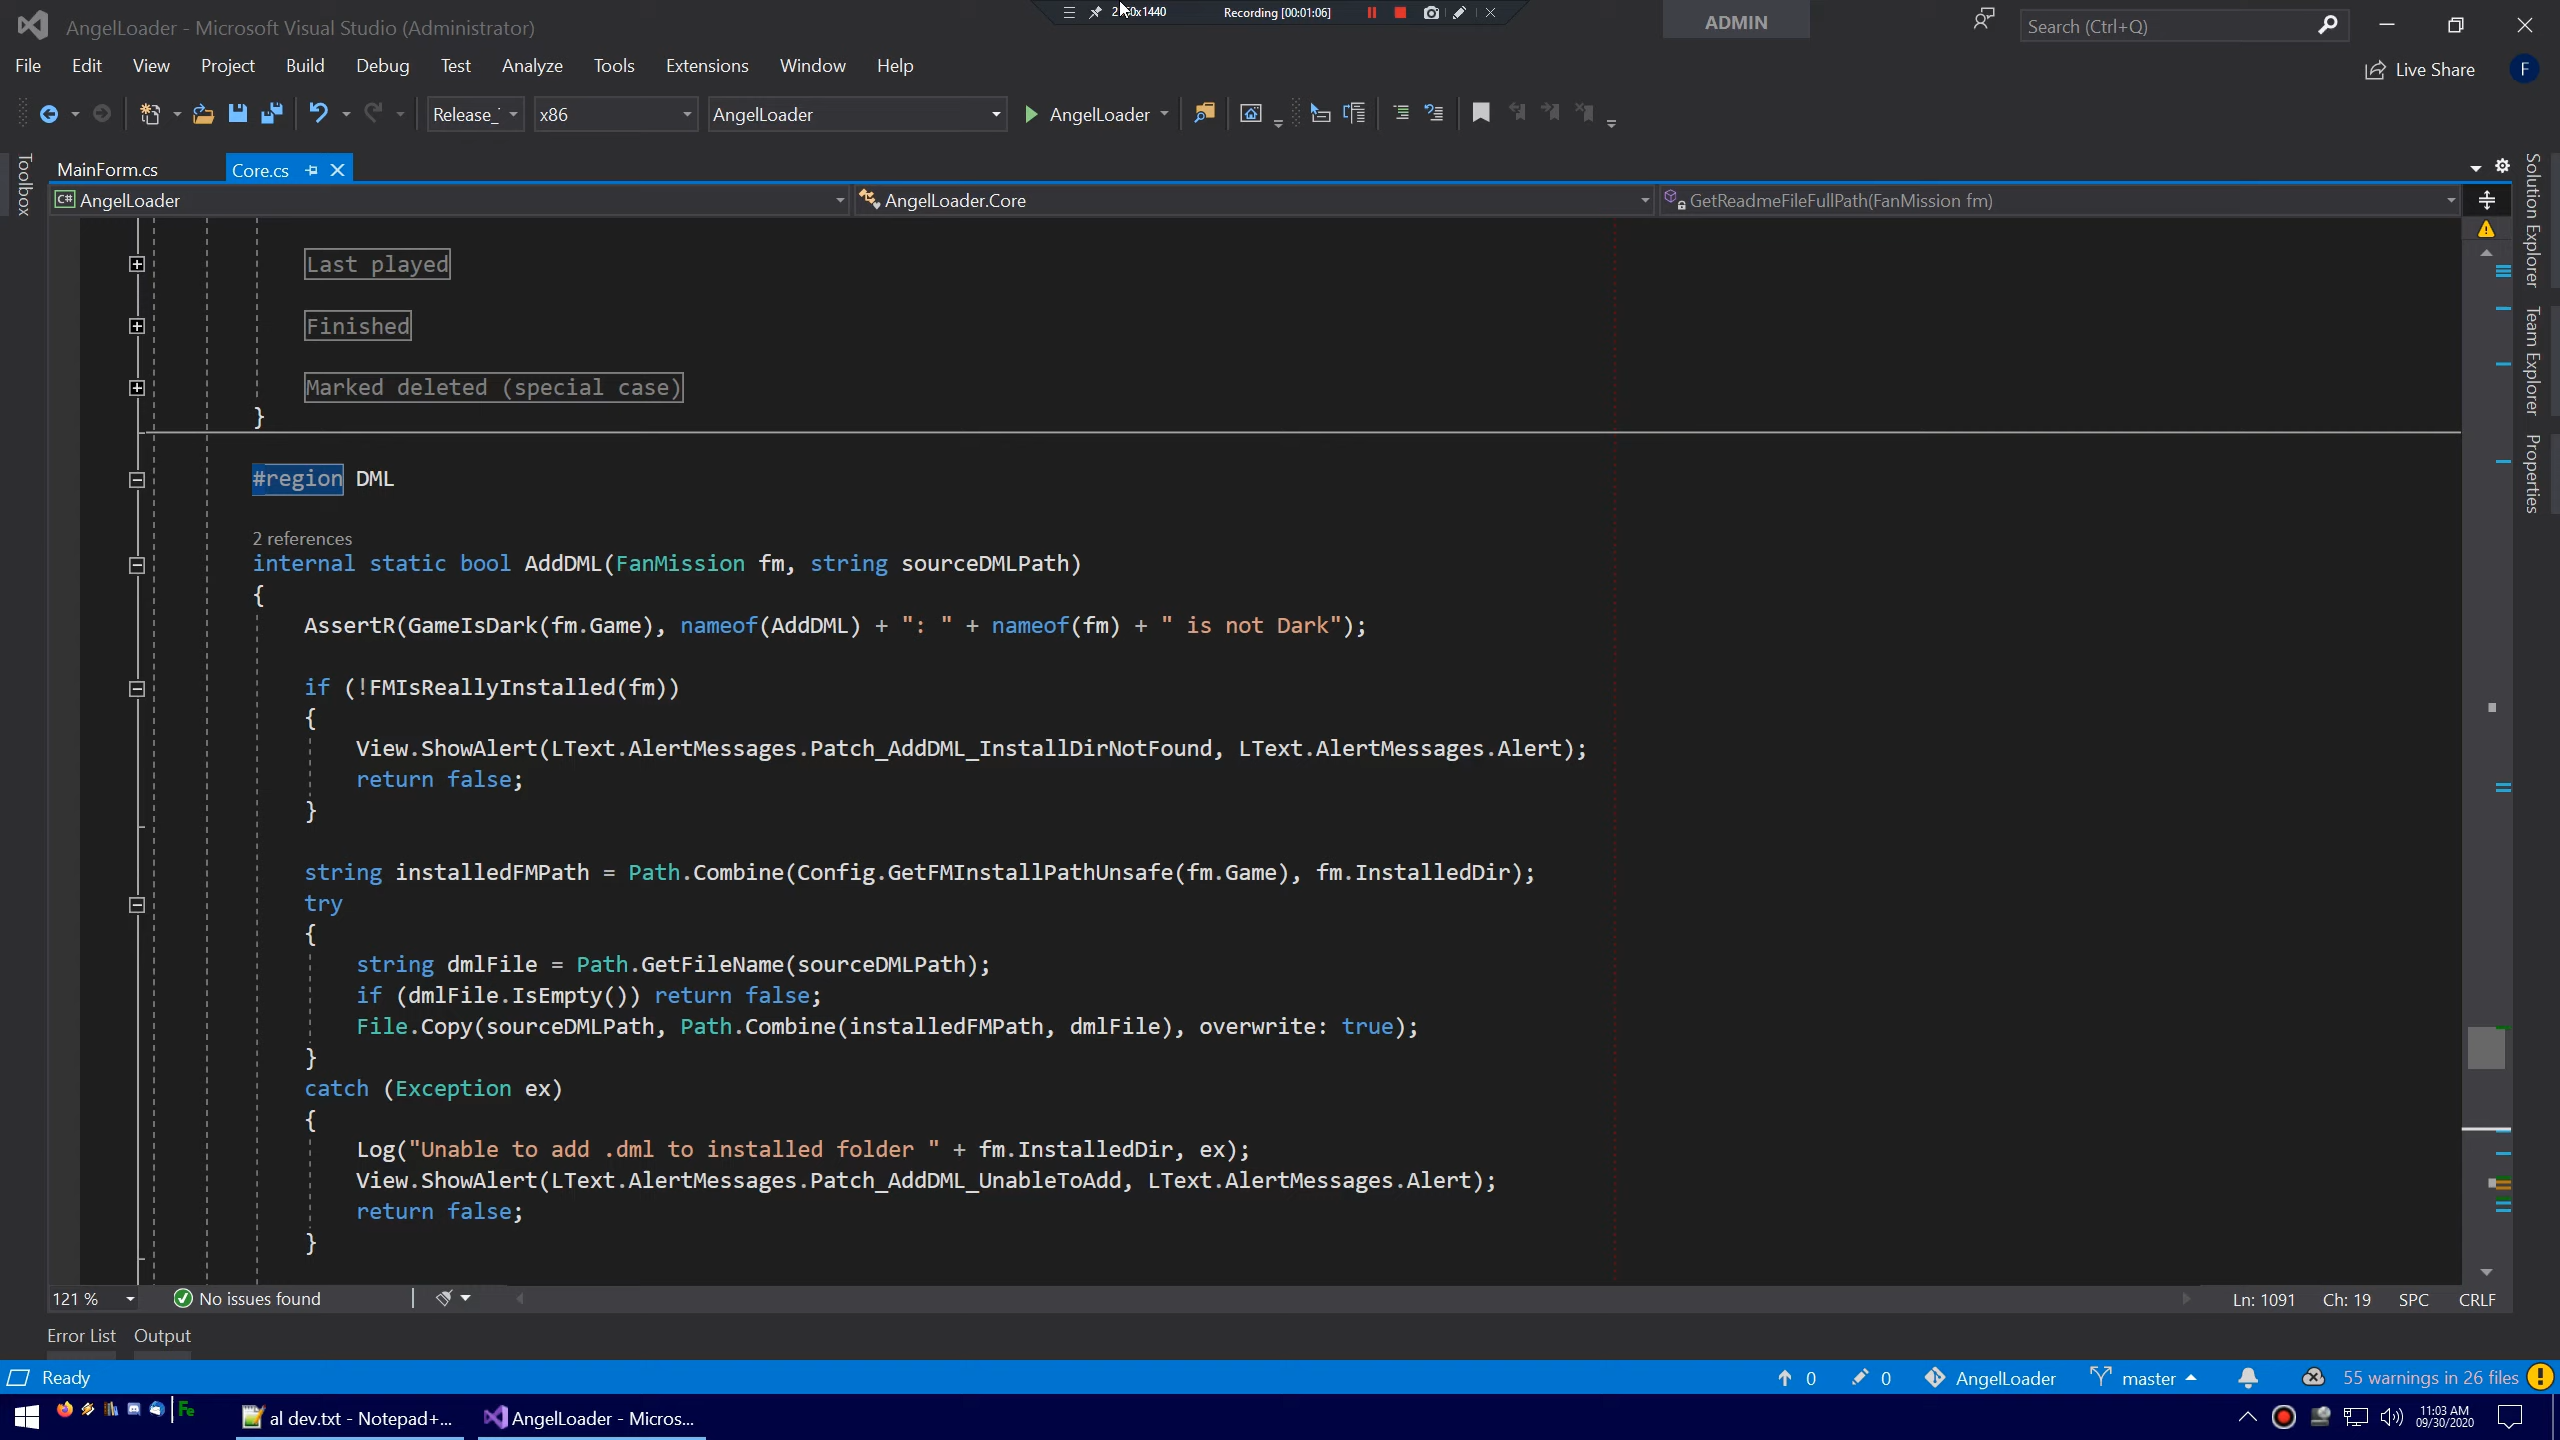 2560x1440
Recording [00:01:06]
AngelLoader - Microsoft Visual Studio (Administrator)
ADMIN
Search (Ctrl+Q)
File Edit View Project Build Debug Test Analyze Tools Extensions Window Help
Live Share
F
Release_ x86 AngelLoader AngelLoader
Toolbox
MainForm.cs Core.cs
C# AngelLoader AngelLoader.Core GetReadmeFileFullPath(FanMission fm)
Solution Explorer
Team Explorer
Properties
Last played
Finished
Marked deleted (special case)
}
#region DML
2 references
internal static bool AddDML(FanMission fm, string sourceDMLPath)
{
AssertR(GameIsDark(fm.Game), nameof(AddDML) + ": " + nameof(fm) + " is not Dark");
if (!FMIsReallyInstalled(fm))
{
View.ShowAlert(LText.AlertMessages.Patch_AddDML_InstallDirNotFound, LText.AlertMessages.Alert);
return false;
}
string installedFMPath = Path.Combine(Config.GetFMInstallPathUnsafe(fm.Game), fm.InstalledDir);
try
{
string dmlFile = Path.GetFileName(sourceDMLPath);
if (dmlFile.IsEmpty()) return false;
File.Copy(sourceDMLPath, Path.Combine(installedFMPath, dmlFile), overwrite: true);
}
catch (Exception ex)
{
Log("Unable to add .dml to installed folder " + fm.InstalledDir, ex);
View.ShowAlert(LText.AlertMessages.Patch_AddDML_UnableToAdd, LText.AlertMessages.Alert);
return false;
}
121 % No issues found Ln: 1091 Ch: 19 SPC CRLF
Error List Output
Ready 0 0 AngelLoader master 55 warnings in 26 files
Fe al dev.txt - Notepad+... AngelLoader - Micros...
11:03 AM
09/30/2020